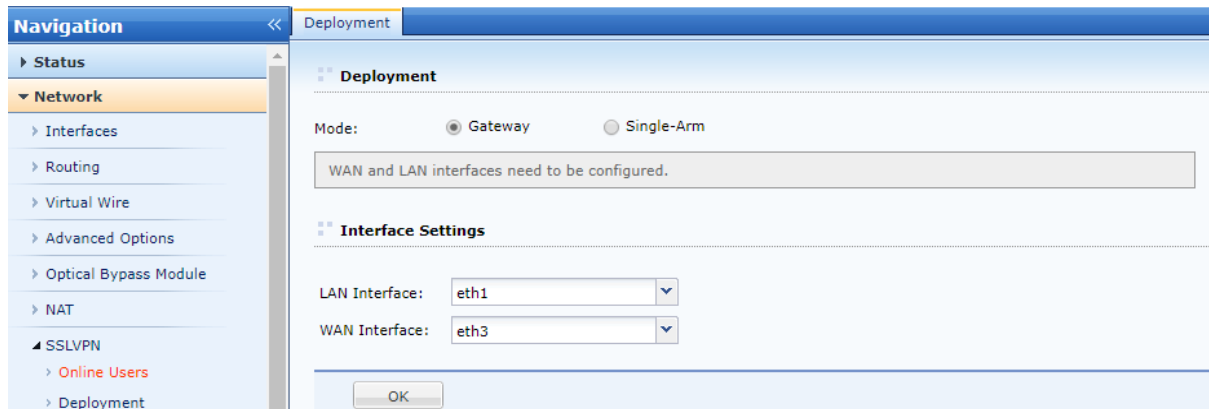 Navigation
Deployment
Status
Deployment
Network
Interfaces
Mode: Gateway Single-Arm
Routing
WAN and LAN interfaces need to be configured.
Virtual Wire
Advanced Options
Interface Settings
Optical Bypass Module
LAN Interface: eth1
NAT
WAN Interface: eth3
SSLVPN
Online Users
Deployment
OK